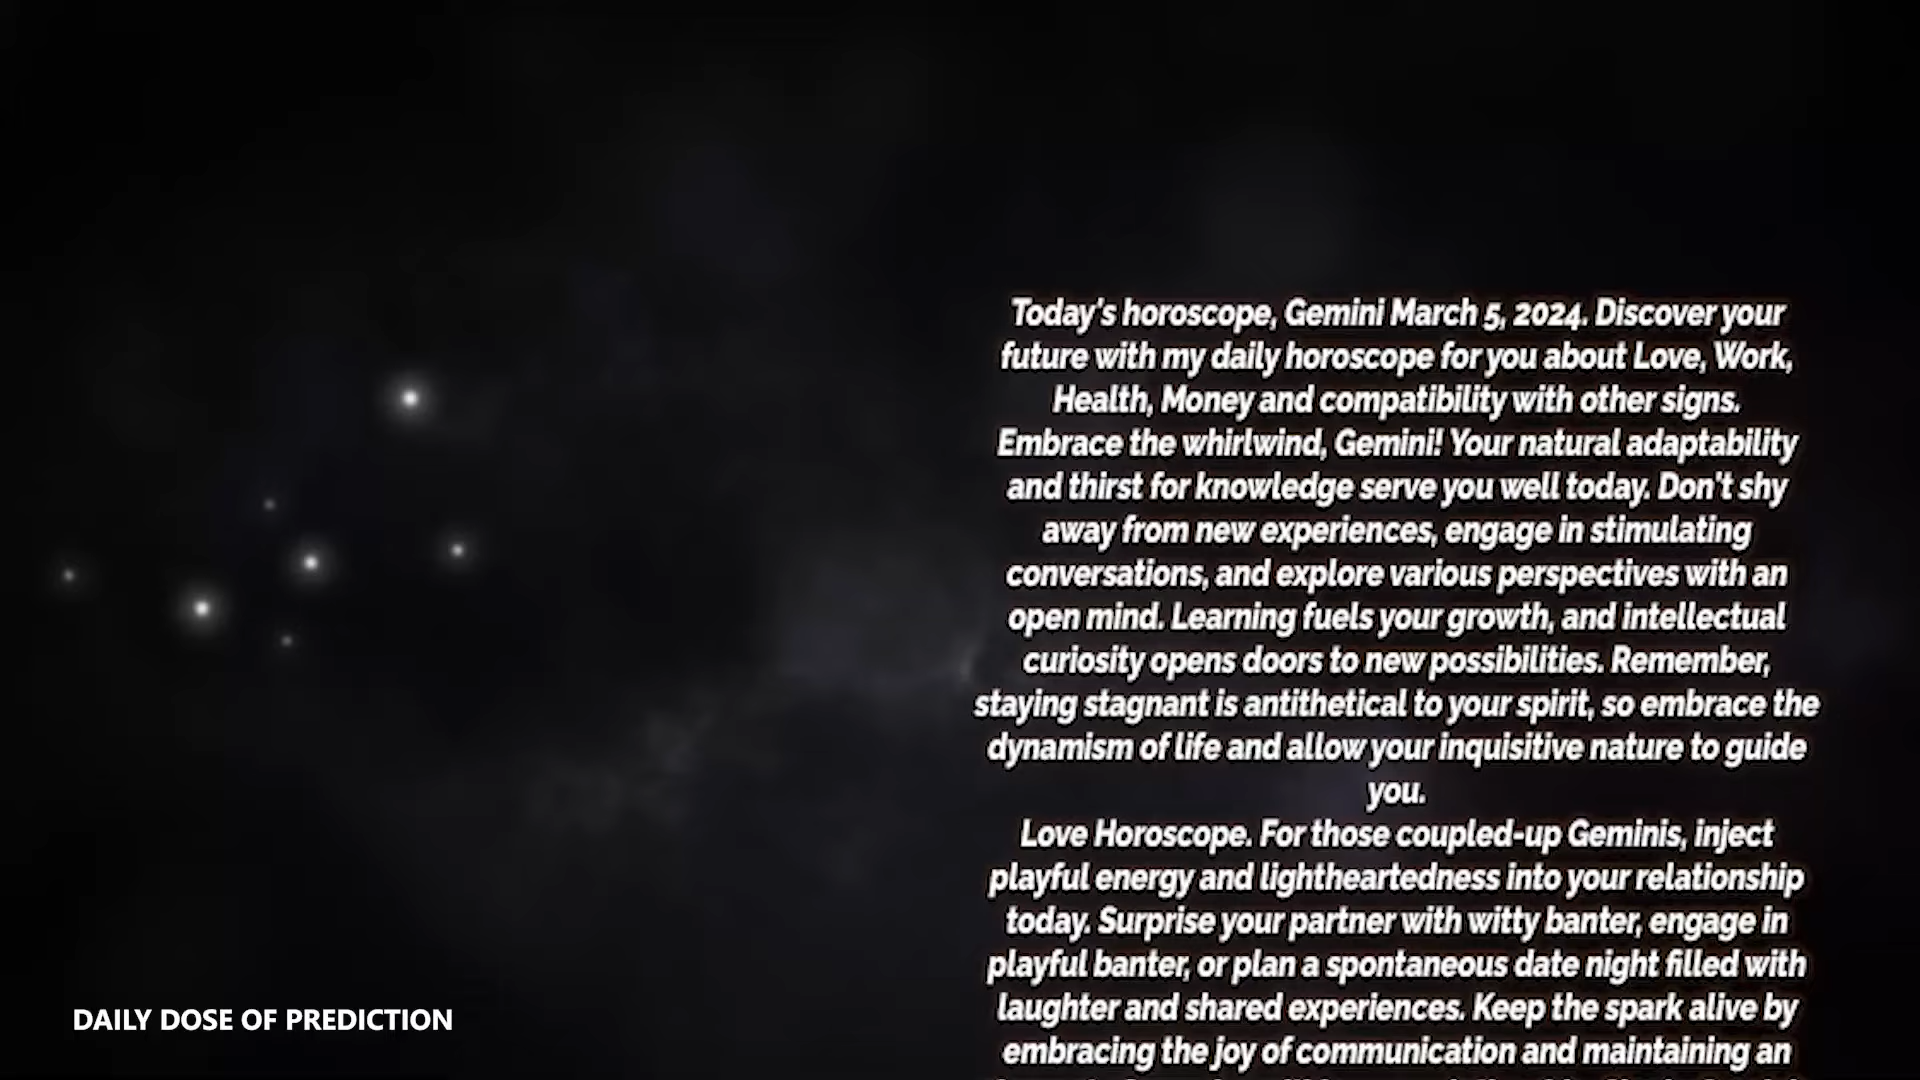 Today's horoscope, Gemini March 5, 2024. Discover your
future with my daily horoscope for you about Love, Work,
Health, Money and compatibility with other signs.
Embrace the whirlwind, Gemini! Your natural adaptability
and thirst for knowledge serve you well today. Don't shy
away from new experiences, engage in stimulating
conversations, and explore various perspectives with an
open mind. Learning fuels your growth, and intellectual
curiosity opens doors to new possibilities. Remember,
staying stagnant is antithetical to your spirit, so embrace the
dynamism of life and allow your inquisitive nature to guide
you.
Love Horoscope. For those coupled-up Geminis, inject
playful energy and lightheartedness into your relationship
today. Surprise your partner with witty banter, engage in
playful banter, or plan a spontaneous date night filled with
laughter and shared experiences. Keep the spark alive by
embracing the joy of communication and maintaining an
DAILY DOSE OF PREDICTION